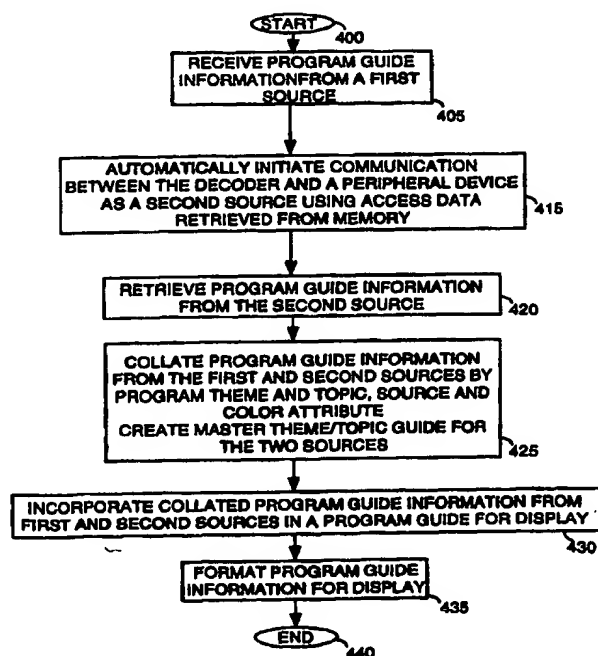 START
400
RECEIVE PROGRAM GUIDE
INFORMATIONFROM A FIRST
SOURCE
405
AUTOMATICALLY INITIATE COMMUNICATION
BETWEEN THE DECODER AND A PERIPHERAL DEVICE
AS A SECOND SOURCE USING ACCESS DATA
RETRIEVED FROM MEMORY
415
RETRIEVE PROGRAM GUIDE INFORMATION
FROM THE SECOND SOURCE
420
COLLATE PROGRAM GUIDE INFORMATION
FROM THE FIRST AND SECOND SOURCES BY
PROGRAM THEME AND TOPIC, SOURCE AND
COLOR ATTRIBUTE
CREATE MASTER THEME/TOPIC GUIDE FOR
THE TWO SOURCES
425
INCORPORATE COLLATED PROGRAM GUIDE INFORMATION FROM
FIRST AND SECOND SOURCES IN A PROGRAM GUIDE FOR DISPLAY
430
FORMAT PROGRAM GUIDE
INFORMATION FOR DISPLAY
435
END
440